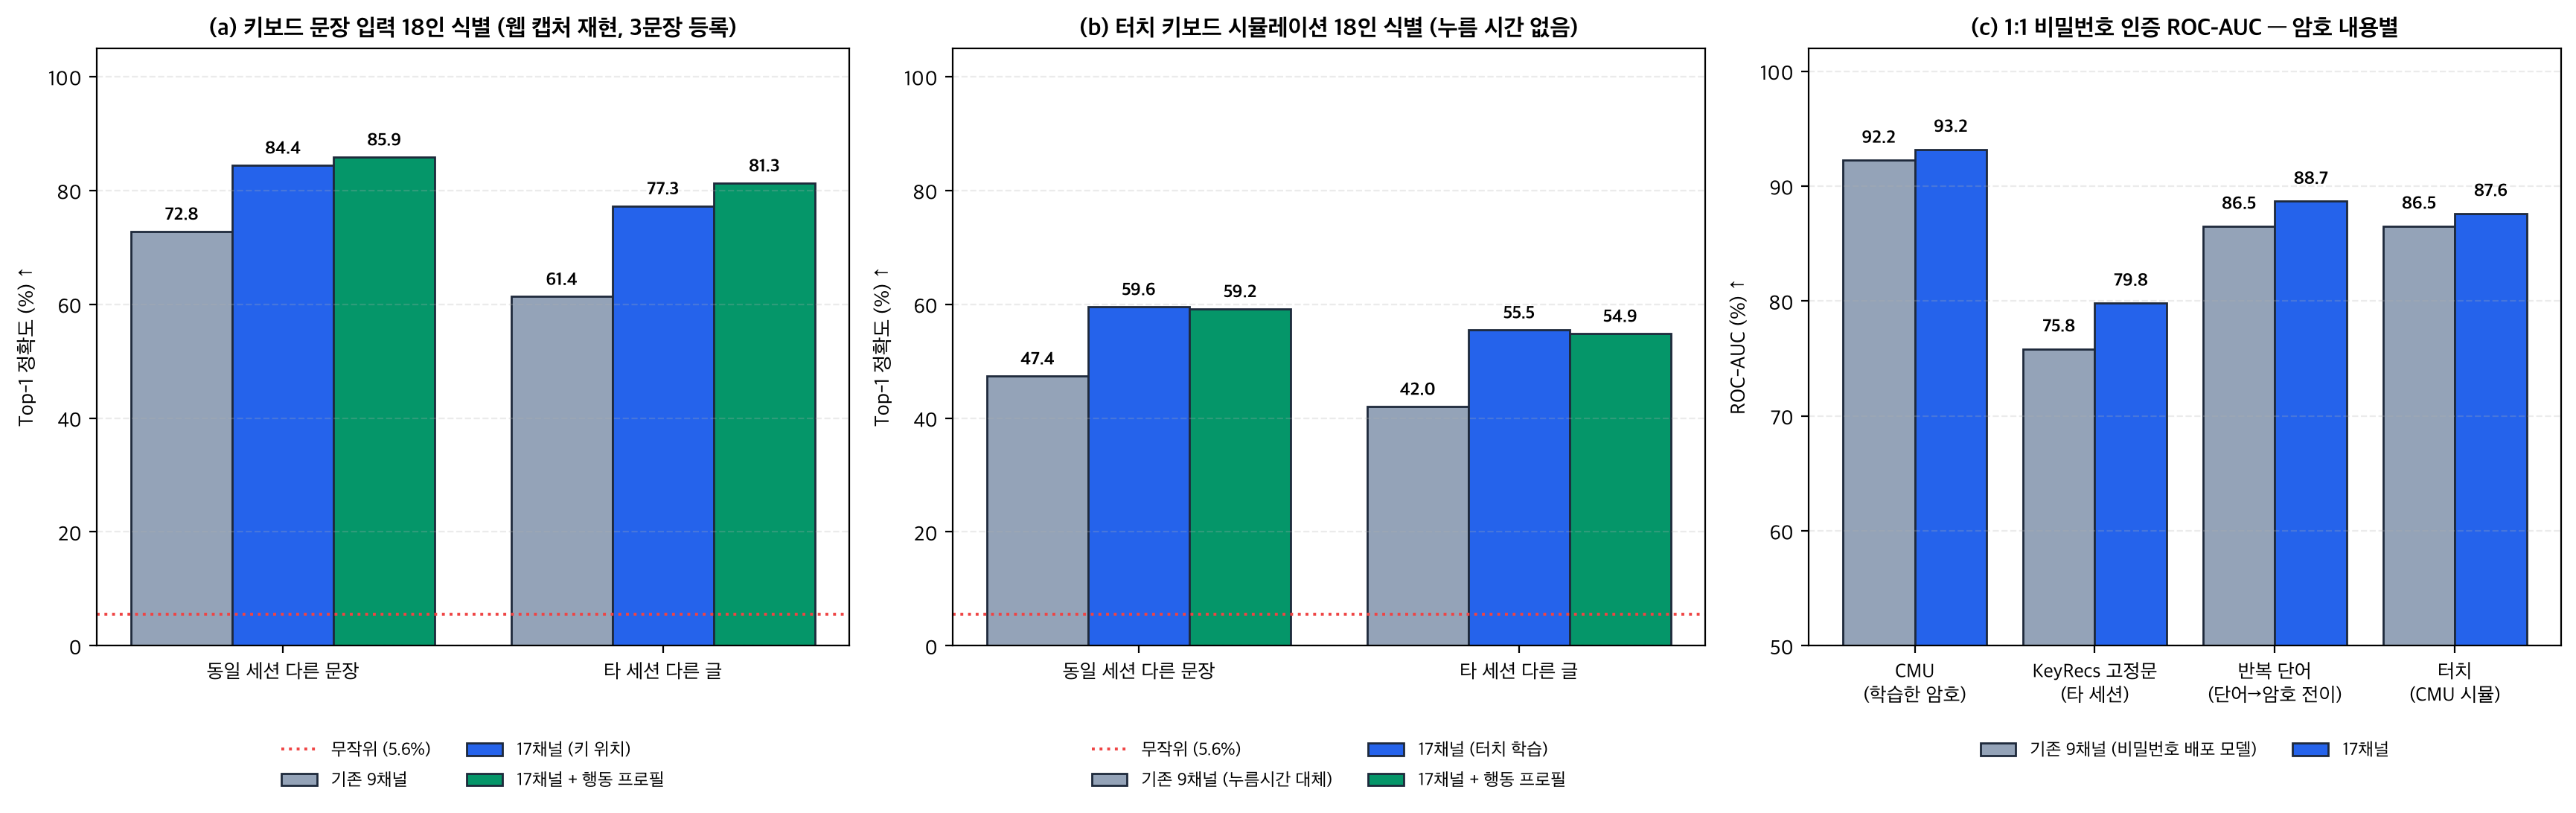 (a) 키보드 문장 입력 18인 식별 (웹 캡처 재현, 3문장 등록)
Top-1 정확도 (%) ↑
100
80
60
40
20
0
72.8
84.4
85.9
61.4
77.3
81.3
동일 세션 다른 문장
타 세션 다른 글
무작위 (5.6%)
기존 9채널
17채널 (키 위치)
17채널 + 행동 프로필
(b) 터치 키보드 시뮬레이션 18인 식별 (누름 시간 없음)
Top-1 정확도 (%) ↑
100
80
60
40
20
0
47.4
59.6
59.2
42.0
55.5
54.9
동일 세션 다른 문장
타 세션 다른 글
무작위 (5.6%)
기존 9채널 (누름시간 대체)
17채널 (터치 학습)
17채널 + 행동 프로필
(c) 1:1 비밀번호 인증 ROC-AUC — 암호 내용별
ROC-AUC (%) ↑
100
90
80
70
60
50
92.2
93.2
75.8
79.8
86.5
88.7
86.5
87.6
CMU
(학습한 암호)
KeyRecs 고정문
(타 세션)
반복 단어
(단어→암호 전이)
터치
(CMU 시뮬)
기존 9채널 (비밀번호 배포 모델)
17채널